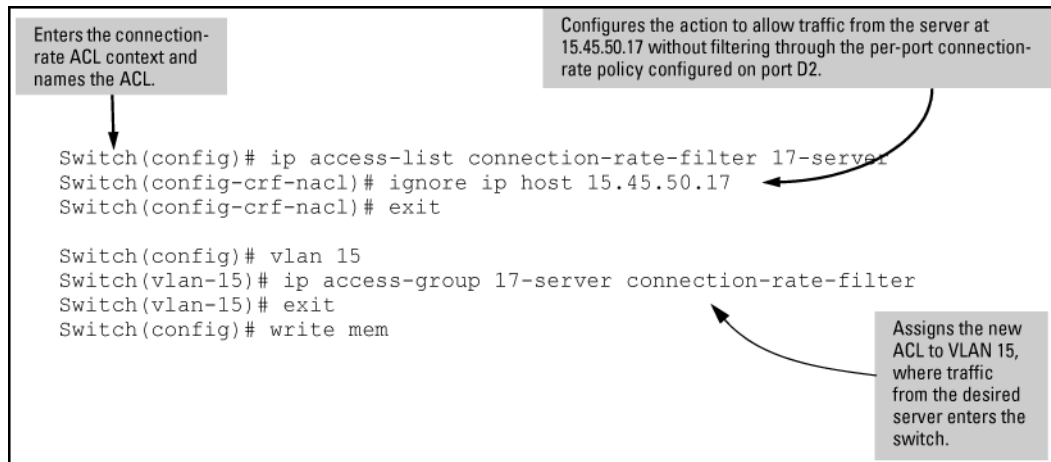 Enters the connection-
rate ACL context and
names the ACL.
Configures the action to allow traffic from the server at
15.45.50.17 without filtering through the per-port connection-
rate policy configured on port D2.
Switch(config)# ip access-list connection-rate-filter 17-server
Switch(config-crf-nacl)# ignore ip host 15.45.50.17
Switch(config-crf-nacl)# exit
Switch(config)# vlan 15
Switch(vlan-15)# ip access-group 17-server connection-rate-filter
Switch(vlan-15)# exit
Switch(config)# write mem
Assigns the new
ACL to VLAN 15,
where traffic
from the desired
server enters the
switch.